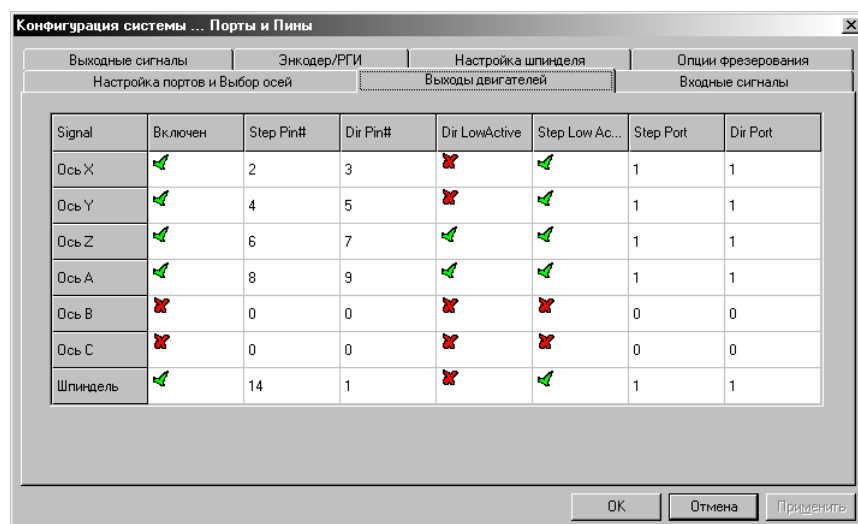 Конфигурация системы ... Порты и Пины
Выходные сигналы Энкодер/РГИ Настройка шпинделя Опции фрезерования
Настройка портов и Выбор осей Выходы двигателей Входные сигналы
Signal Включен Step Pin# Dir Pin# Dir LowActive Step Low Ac... Step Port Dir Port
Ось X 2 3 1 1
Ось Y 4 5 1 1
Ось Z 6 7 1 1
Ось A 8 9 1 1
Ось B 0 0 0 0
Ось C 0 0 0 0
Шпиндель 14 1 1 1
OK Отмена Применить